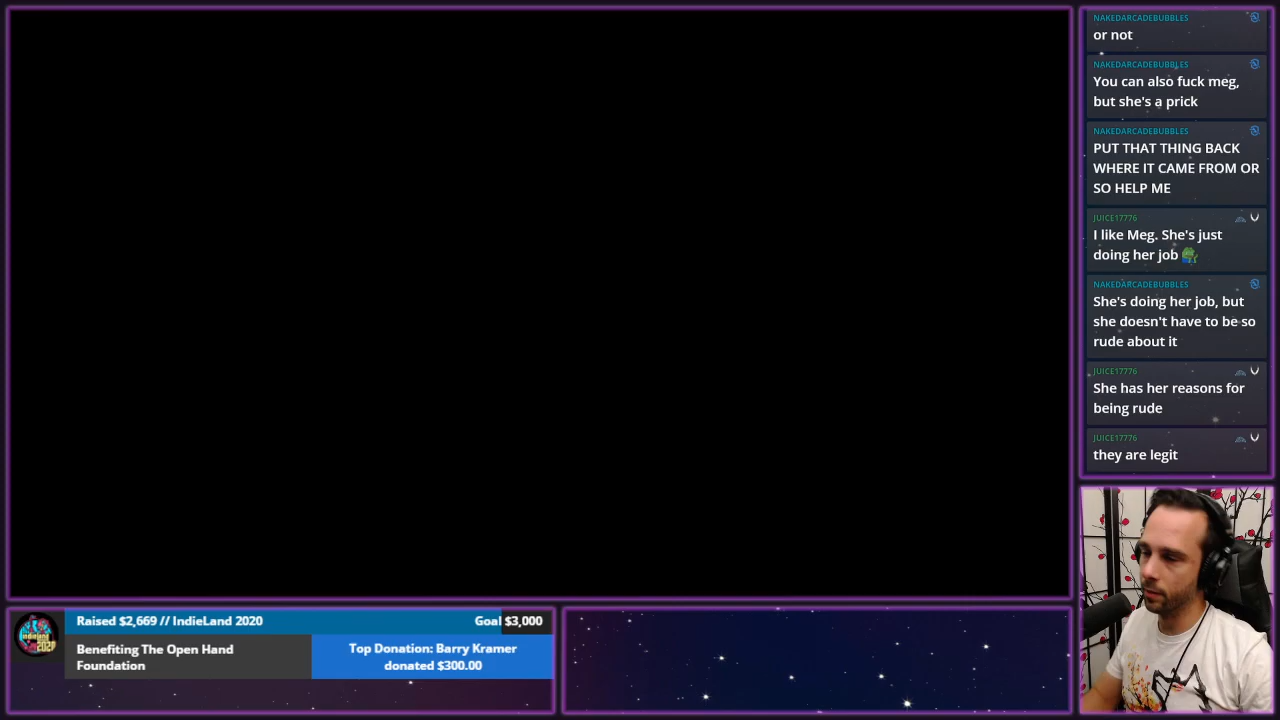 NAKEDARCADEBUBBLES
or not
NAKEDARCADEBUBBLES
You can also fuck meg,
but she's a prick
NAKEDARCADEBUBBLES
PUT THAT THING BACK
WHERE IT CAME FROM OR
SO HELP ME
JUICE17776
I like Meg. She's just
doing her job
NAKEDARCADEBUBBLES
She's doing her job, but
she doesn't have to be so
rude about it
JUICE17776
She has her reasons for
being rude
JUICE17776
they are legit
indieland
2020
Raised $2,669 // IndieLand 2020
Goal $3,000
Benefiting The Open Hand
Foundation
Top Donation: Barry Kramer
donated $300.00